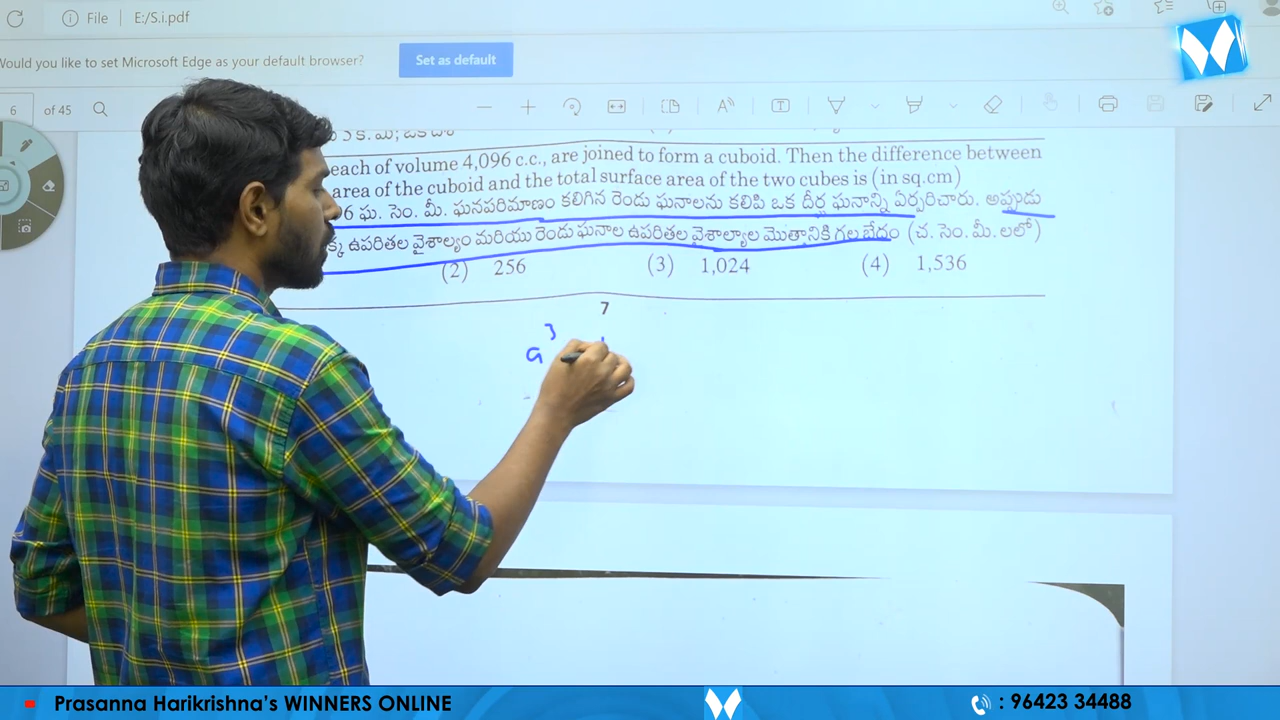 File E:/S.i.pdf
Would you like to set Microsoft Edge as your default browser? Set as default
6 of 45
each of volume 4,096 c.c., are joined to form a cuboid. Then the difference between
area of the cuboid and the total surface area of the two cubes is (in sq.cm)
ఘ. సెం. మీ. ఘనపరిమాణం కలిగిన రెండు ఘనాలను కలిపి ఒక దీర్ఘ ఘనాన్ని ఏర్పరిచారు. అప్పుడు
ఉపరితల వైశాల్యం మరియు రెండు ఘనాల ఉపరితల వైశాల్యాల మొత్తానికి గల బేధం (చ. సెం. మీ. లలో)
(2) 256 (3) 1,024 (4) 1,536
7
a³
Prasanna Harikrishna's WINNERS ONLINE : 96423 34488